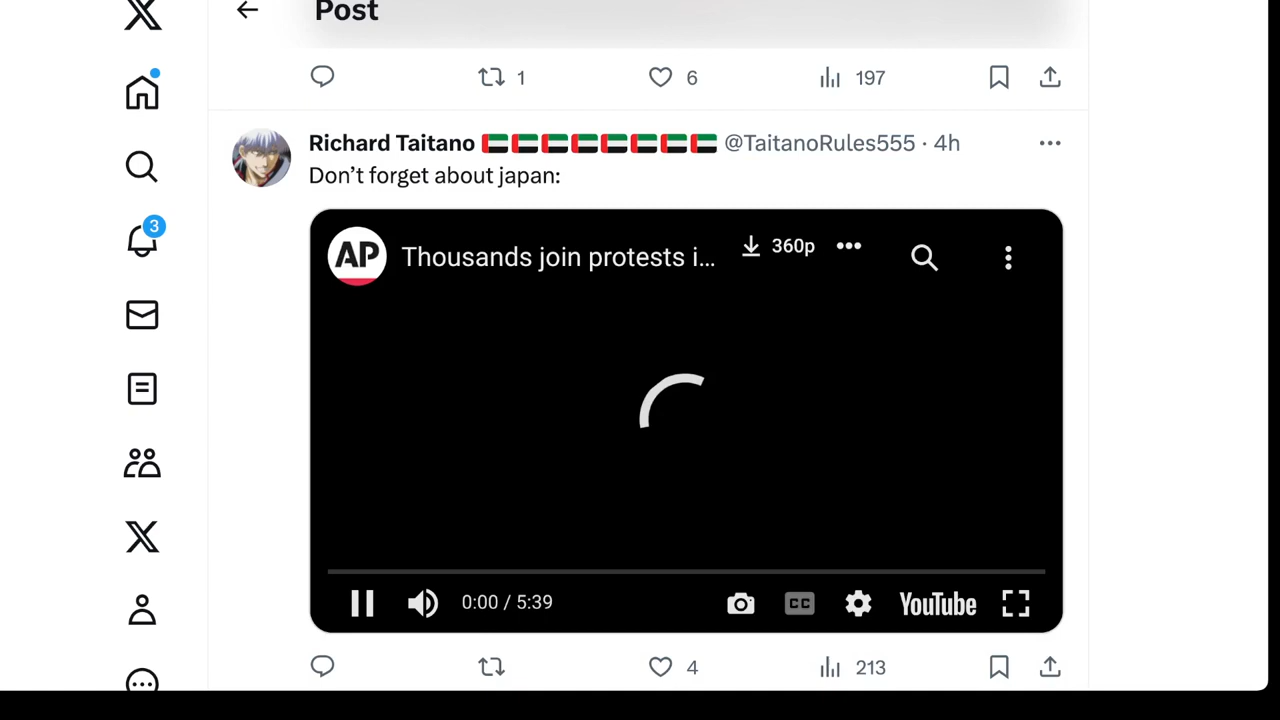 Post
1
6
197
Richard Taitano 🇦🇪🇦🇪🇦🇪🇦🇪🇦🇪🇦🇪🇦🇪🇦🇪 @TaitanoRules555 · 4h
Don’t forget about japan:
AP
Thousands join protests i...
360p
3
0:00 / 5:39
CC
YouTube
4
213